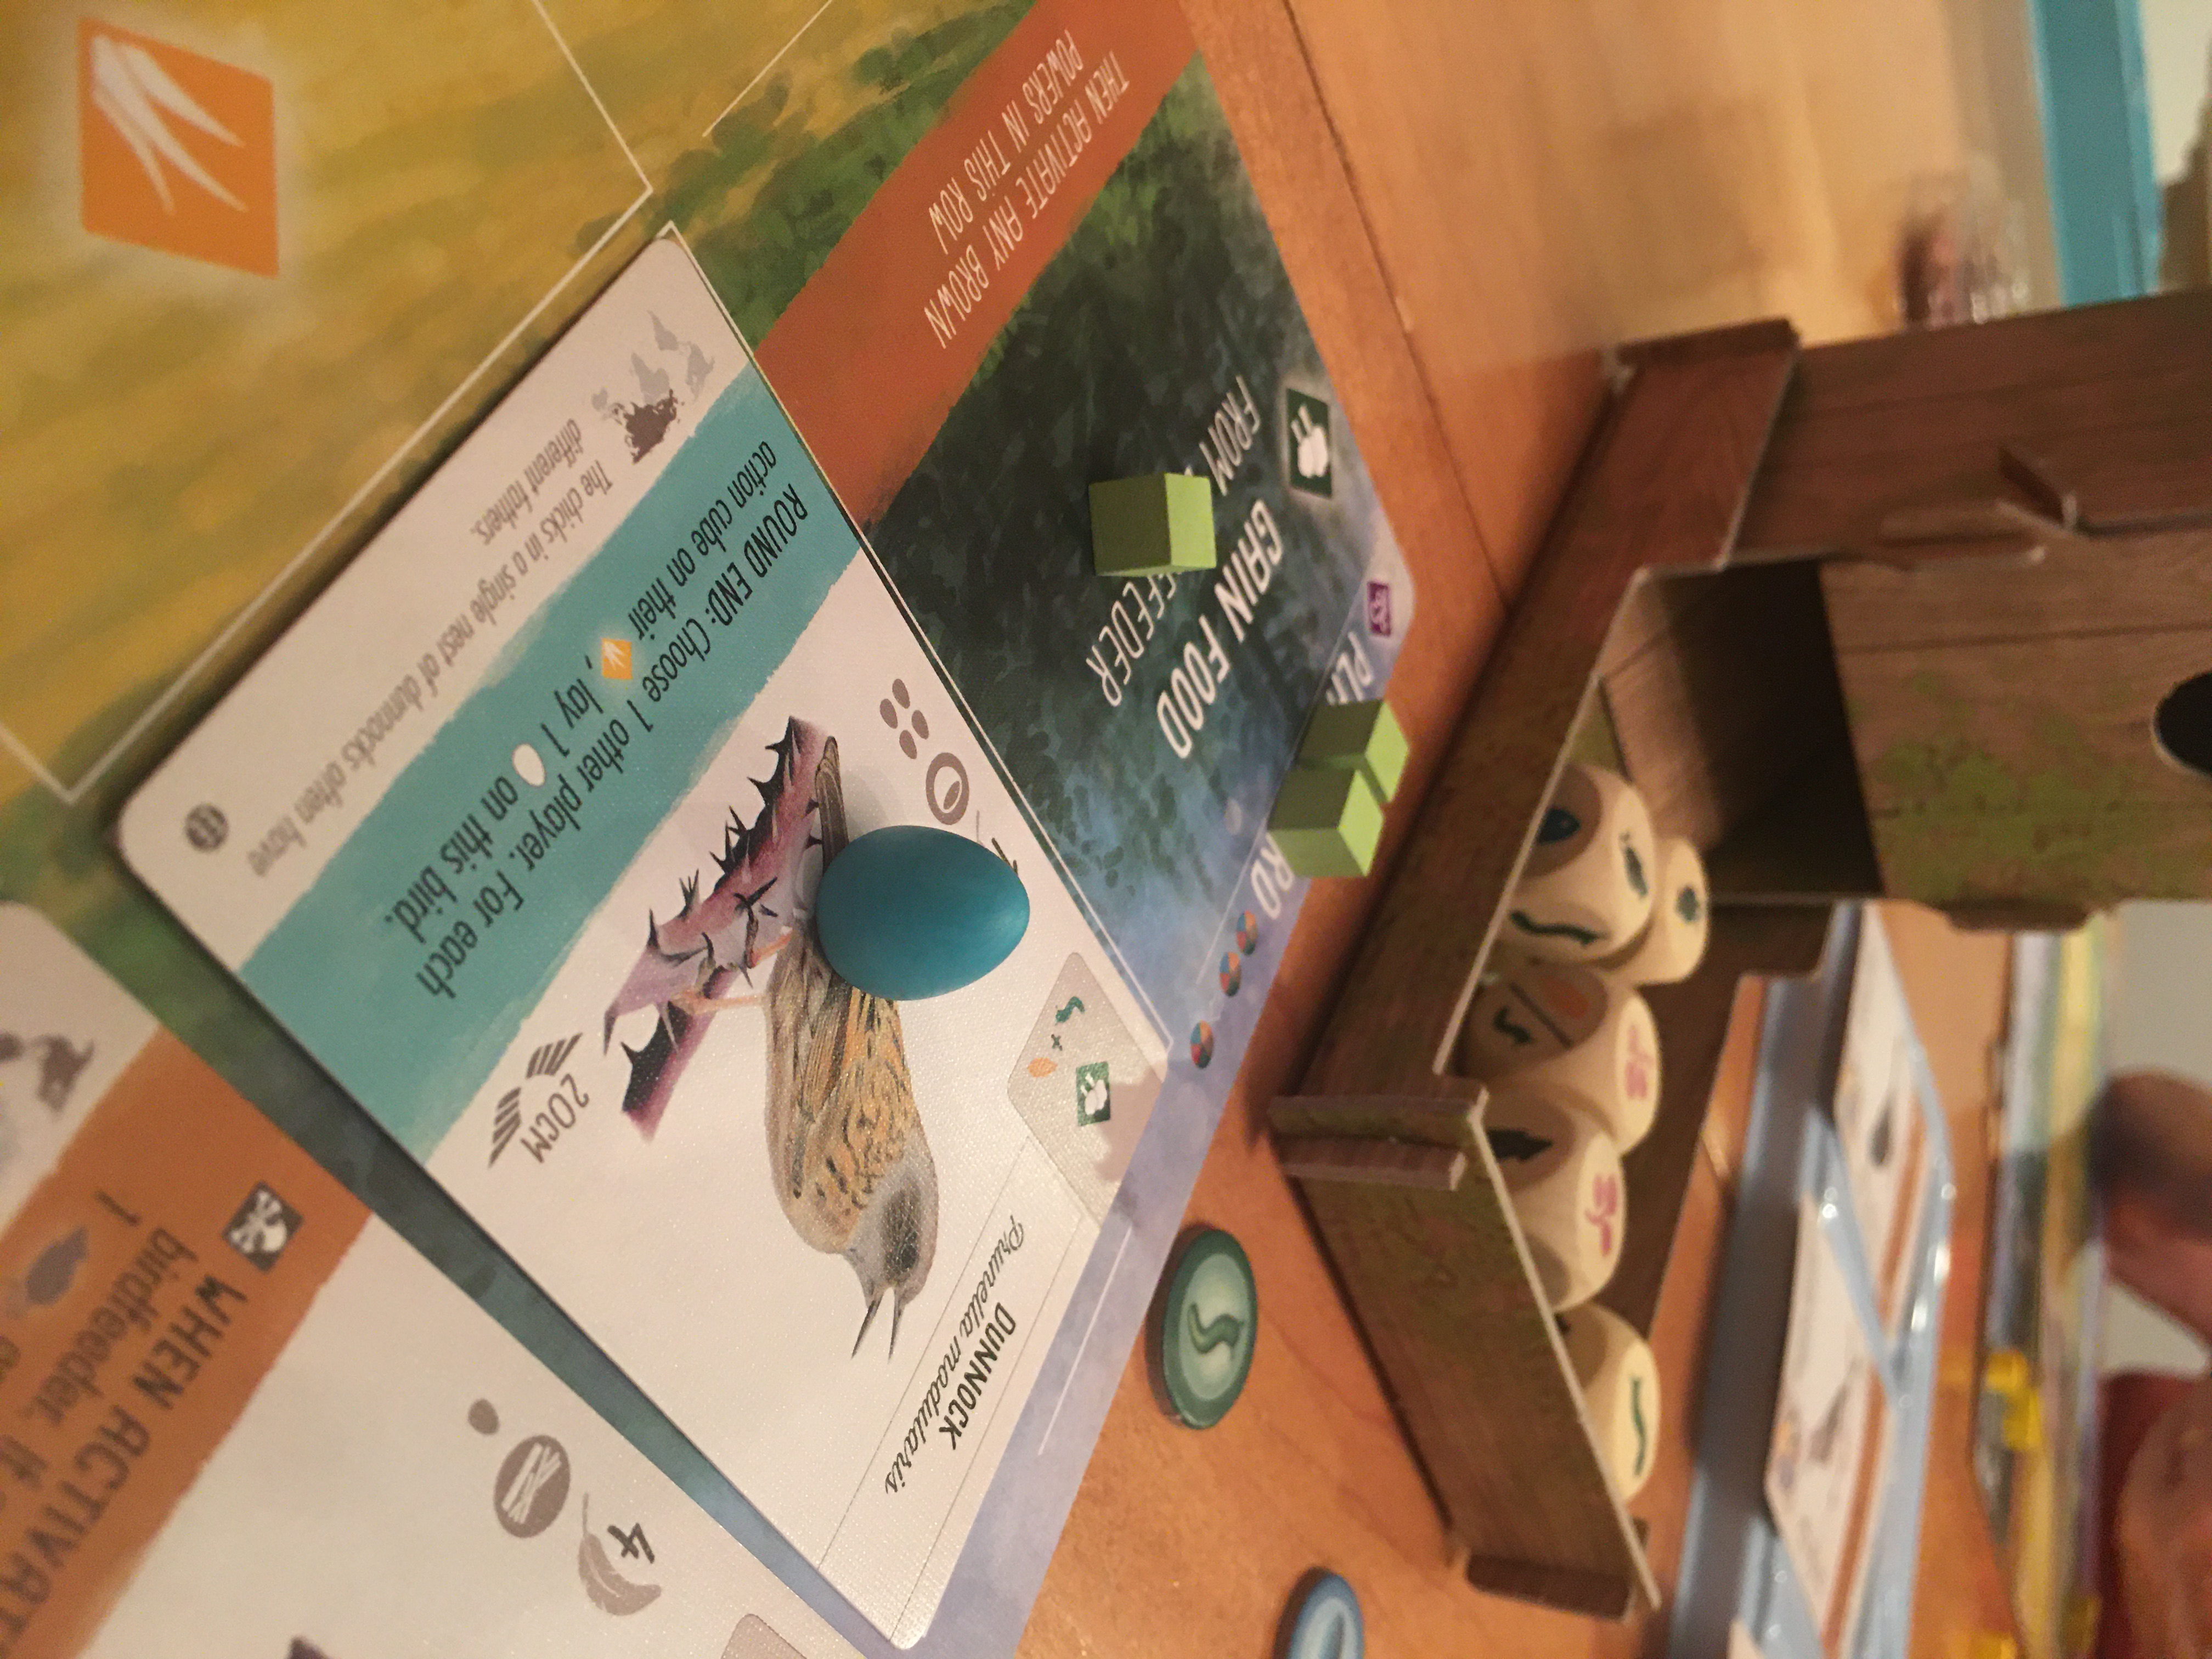 GAIN FOOD
FROM
FEEDER
THEN ACTIVATE ANY BROWN
POWERS IN THIS ROW
DUNNOCK
Prunella modularis
20CM
ROUND END: Choose 1 other player. For each
action cube on their , lay 1 on this bird.
The chicks in a single nest of dunnocks often have
different fathers.
4
WHEN
birdfeeder. If
1